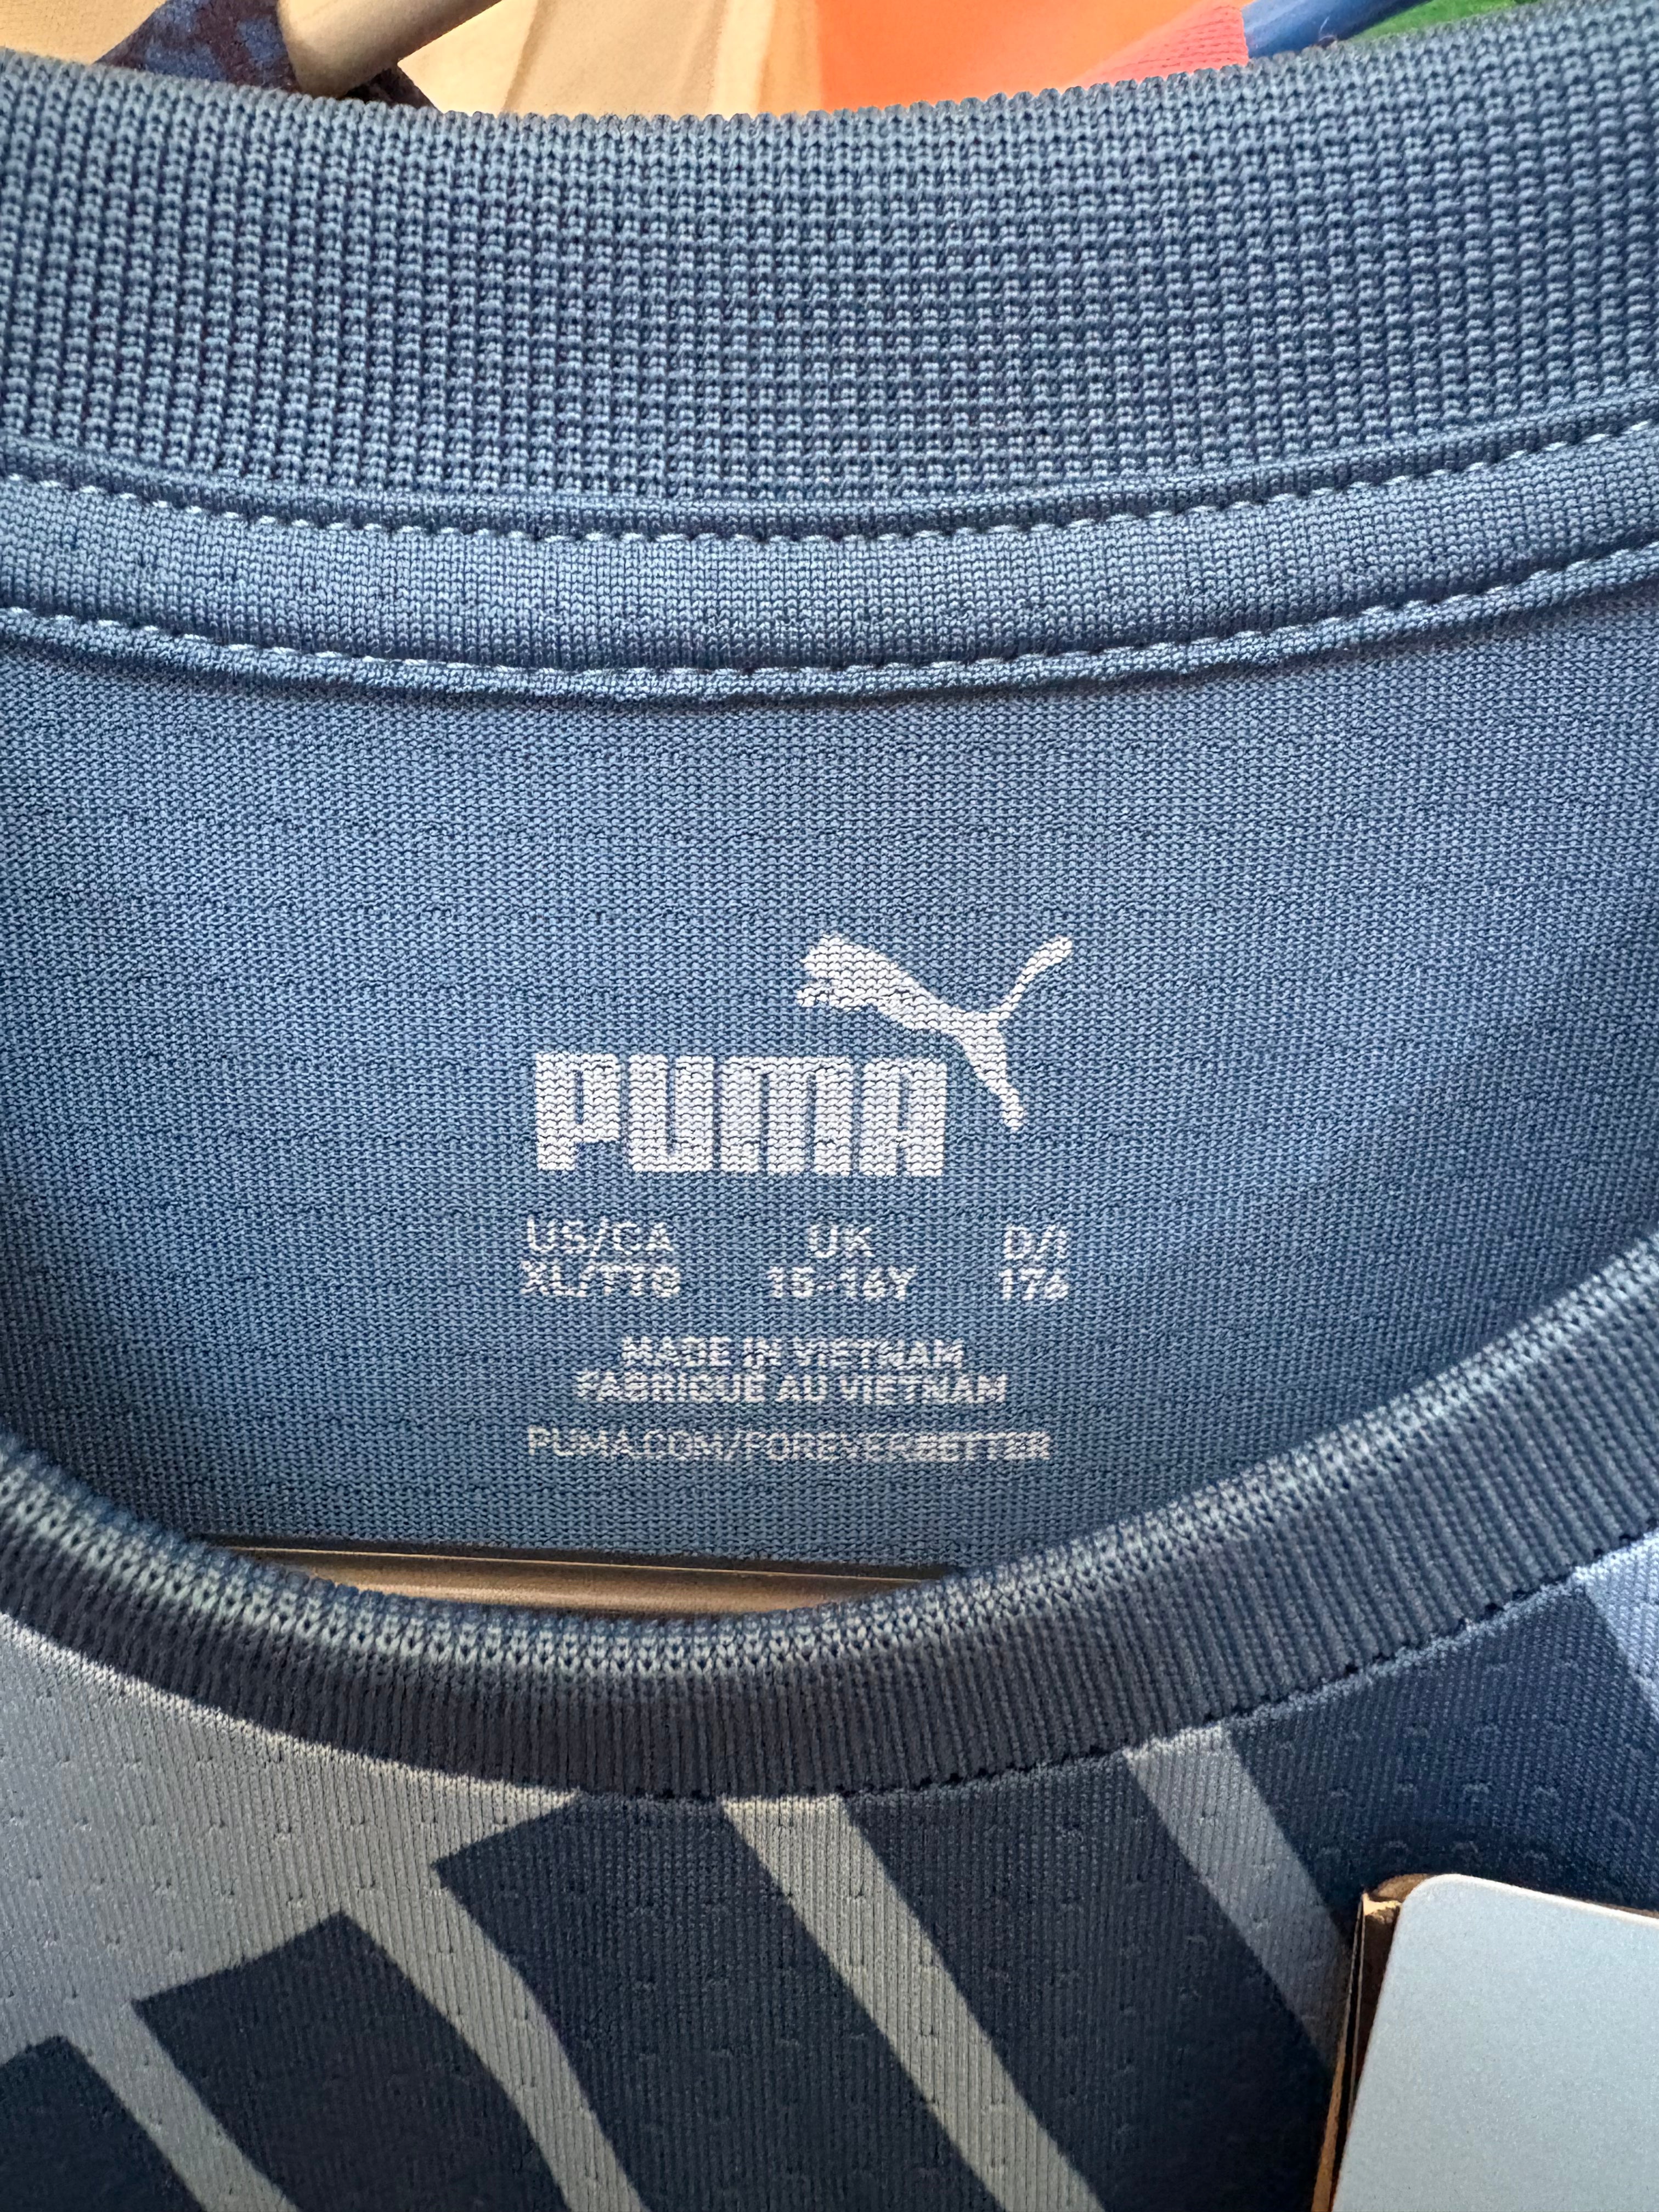 PUMA
US/CA UK D/I
XL/TTG 15-16Y 176
MADE IN VIETNAM
FABRIQUÉ AU VIETNAM
PUMA.COM/FOREVERBETTER